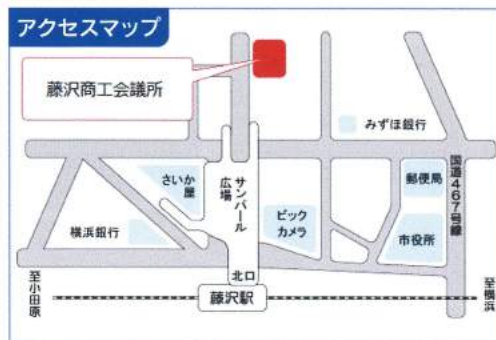 アクセスマップ
藤沢商工会議所
みずほ銀行
さいか屋
サンパール広場
ビックカメラ
郵便局
市役所
国道467号線
横浜銀行
北口
藤沢駅
至小田原
至横浜